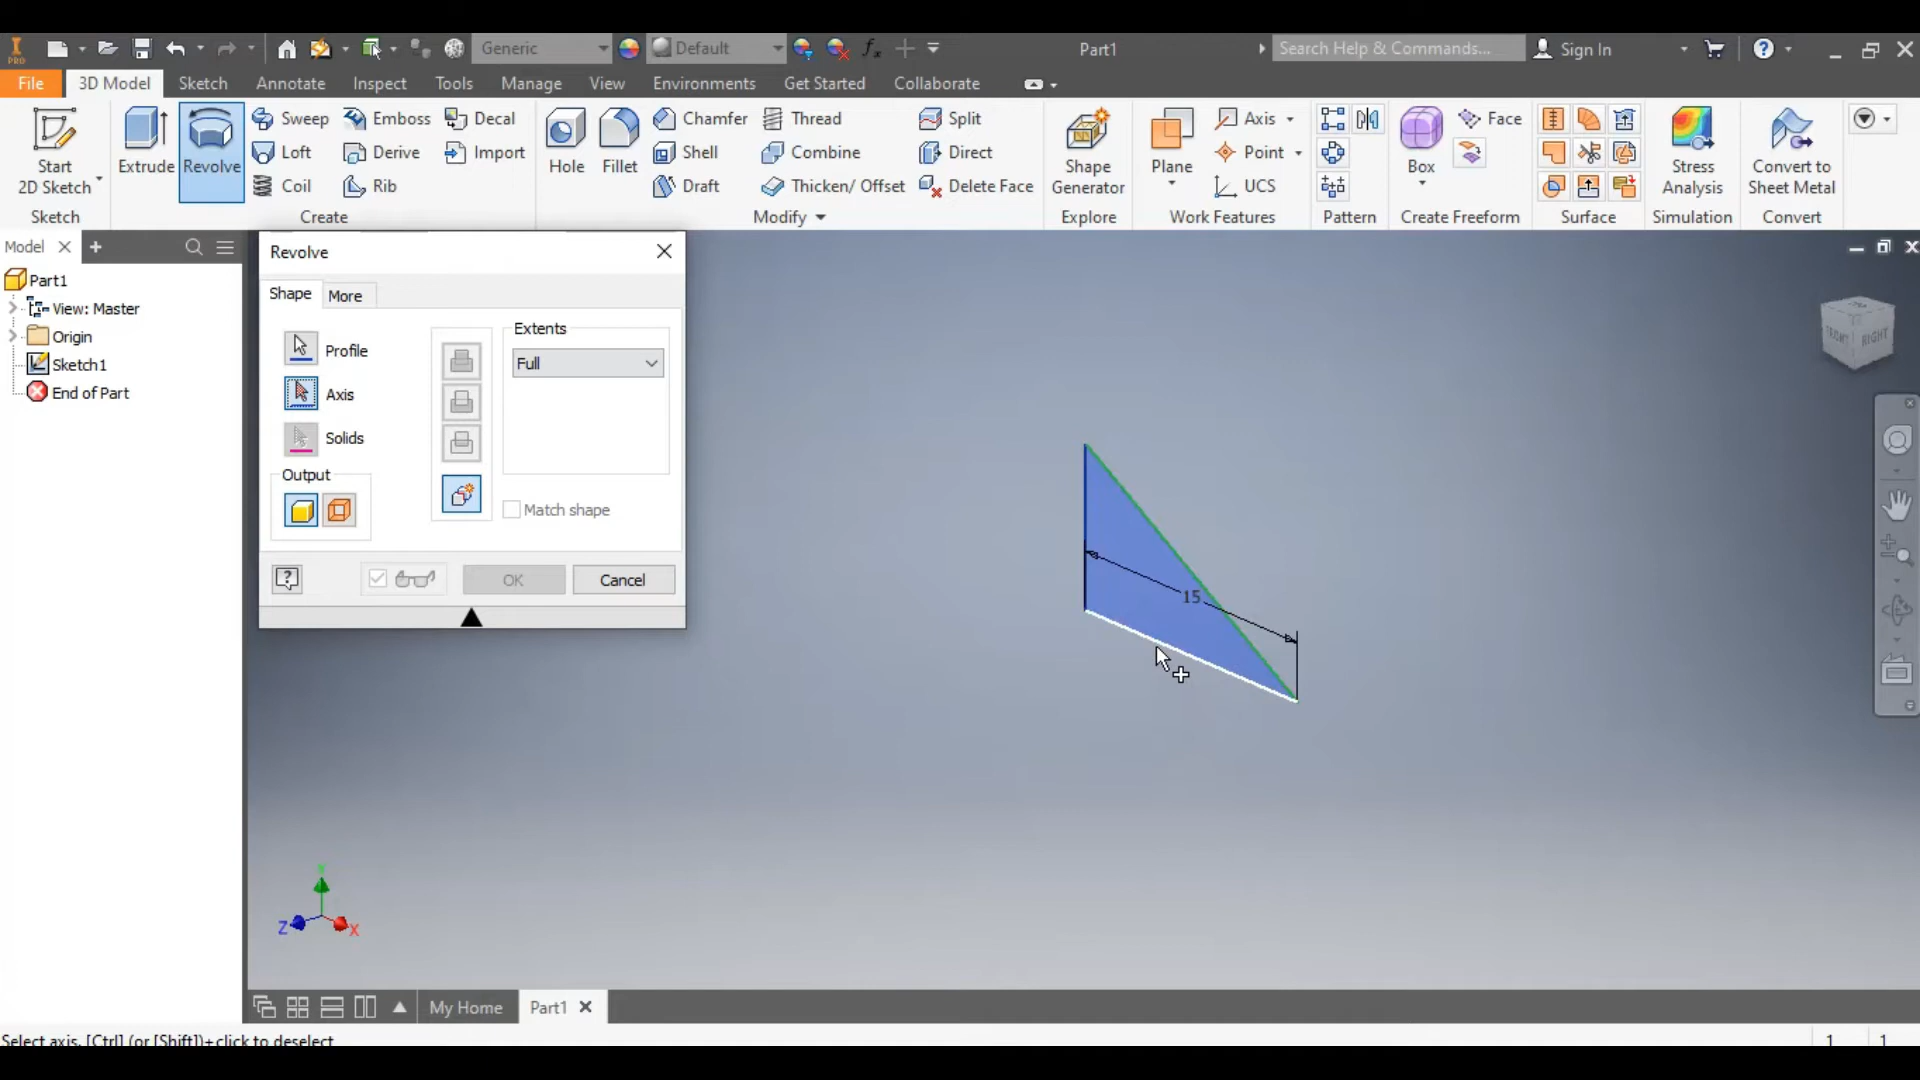 PRO
Generic
Default
Part1
Search Help & Commands...
Sign In
File
3D Model
Sketch
Annotate
Inspect
Tools
Manage
View
Environments
Get Started
Collaborate
Start
2D Sketch
Sketch
Extrude
Revolve
Sweep
Emboss
Decal
Loft
Derive
Import
Coil
Rib
Create
Hole
Fillet
Chamfer
Thread
Split
Shell
Combine
Direct
Draft
Thicken/ Offset
Delete Face
Modify
Shape
Generator
Explore
Plane
Axis
Point
UCS
Work Features
Pattern
Box
Face
Create Freeform
Surface
Stress
Analysis
Simulation
Convert to
Sheet Metal
Convert
Model
Part1
View: Master
Origin
Sketch1
End of Part
Revolve
Shape
More
Profile
Axis
Solids
Output
Extents
Full
Match shape
OK
Cancel
15
RIGHT
Z
X
My Home
Part1
Select axis, [Ctrl] (or [Shift])+click to deselect
1
1